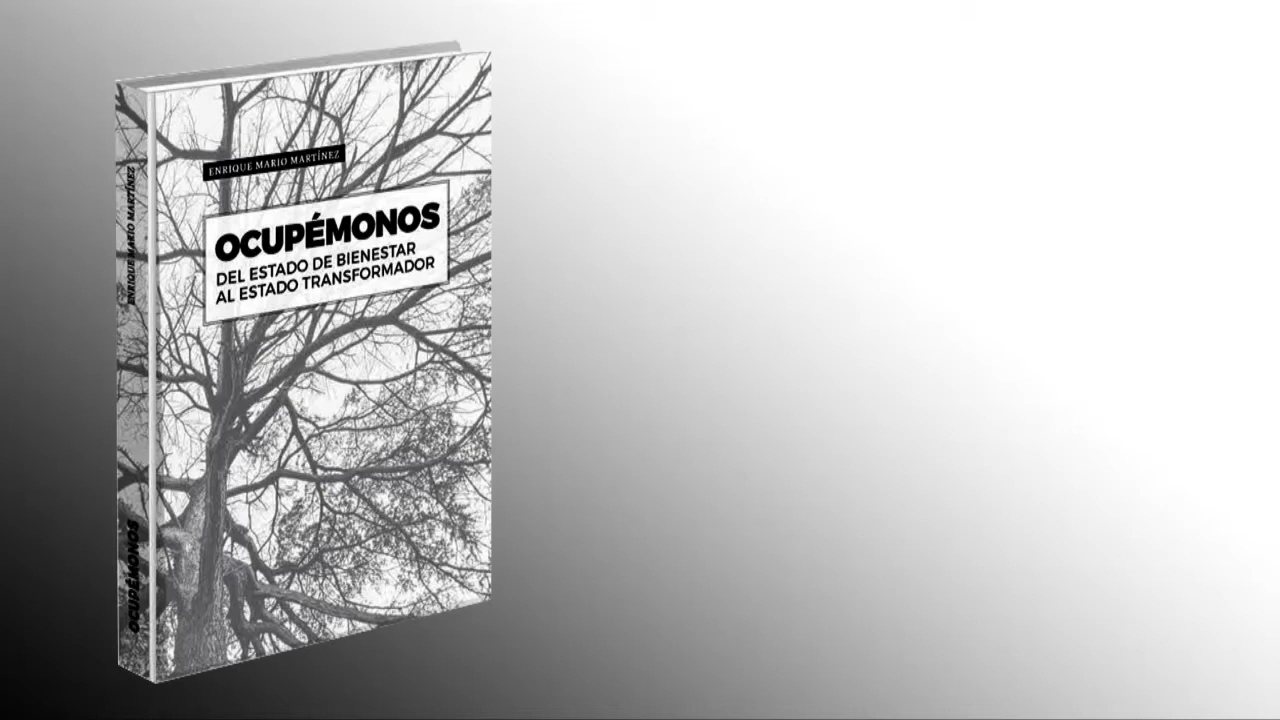 ENRIQUE MARIO MARTÍNEZ
OCUPÉMONOS
DEL ESTADO DE BIENESTAR
AL ESTADO TRANSFORMADOR
ENRIQUE MARIO MARTÍNEZ
OCUPÉMONOS